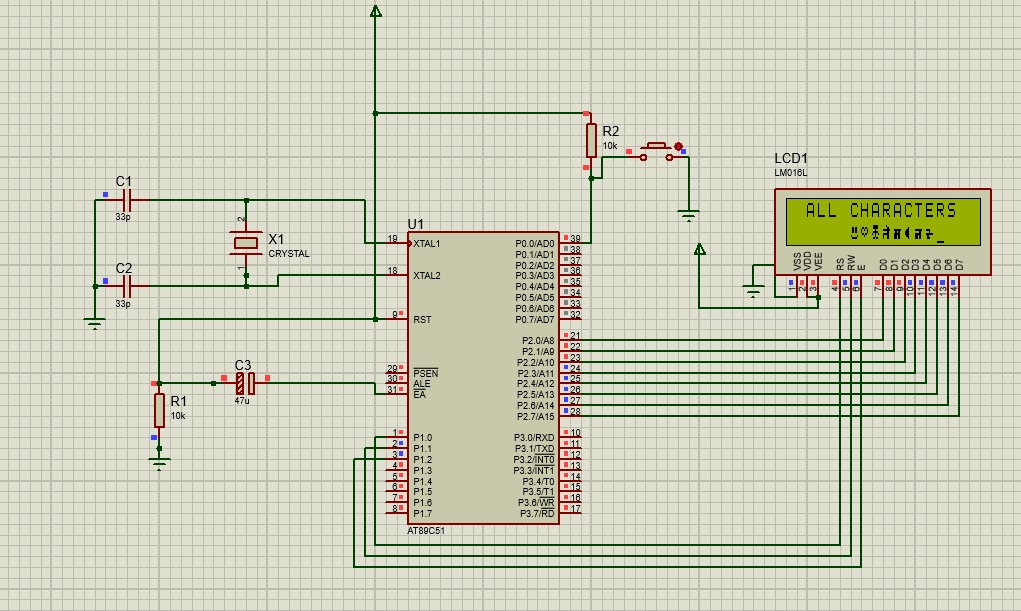 R2
10k
LCD1
LM016L
ALL CHARACTERS
VSS
VDD
VEE
RS
RW
E
D0
D1
D2
D3
D4
D5
D6
D7
1
2
3
4
5
6
7
8
9
10
11
12
13
14
C1
33p
2
X1
CRYSTAL
1
C2
33p
U1
19 XTAL1
18 XTAL2
9 RST
29 PSEN
30 ALE
31 EA
1 P1.0
2 P1.1
3 P1.2
4 P1.3
5 P1.4
6 P1.5
7 P1.6
8 P1.7
P0.0/AD0 39
P0.1/AD1 38
P0.2/AD2 37
P0.3/AD3 36
P0.4/AD4 35
P0.5/AD5 34
P0.6/AD6 33
P0.7/AD7 32
P2.0/A8 21
P2.1/A9 22
P2.2/A10 23
P2.3/A11 24
P2.4/A12 25
P2.5/A13 26
P2.6/A14 27
P2.7/A15 28
P3.0/RXD 10
P3.1/TXD 11
P3.2/INT0 12
P3.3/INT1 13
P3.4/T0 14
P3.5/T1 15
P3.6/WR 16
P3.7/RD 17
AT89C51
C3
47u
R1
10k